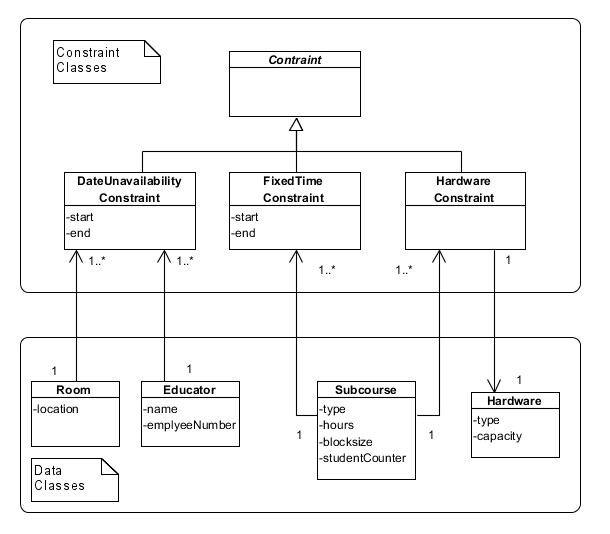 Constraint
Classes
Contraint
DateUnavailability
Constraint
-start
-end
FixedTime
Constraint
-start
-end
Hardware
Constraint
1..*
1..*
1..*
1..*
1
1
1
1
1
1
Room
-location
Educator
-name
-emplyeeNumber
Subcourse
-type
-hours
-blocksize
-studentCounter
Hardware
-type
-capacity
Data
Classes